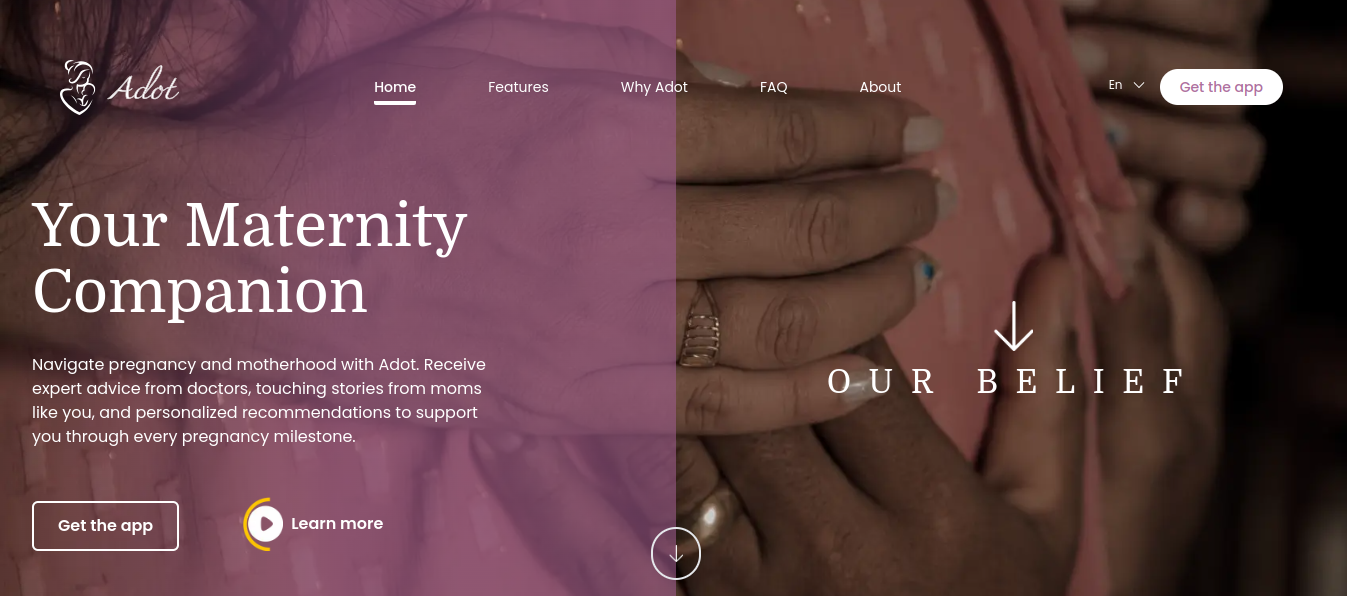 Adot
Home
Features
Why Adot
FAQ
About
En
Get the app
Your Maternity
Companion
Navigate pregnancy and motherhood with Adot. Receive
expert advice from doctors, touching stories from moms
like you, and personalized recommendations to support
you through every pregnancy milestone.
Get the app
Learn more
OUR BELIEF